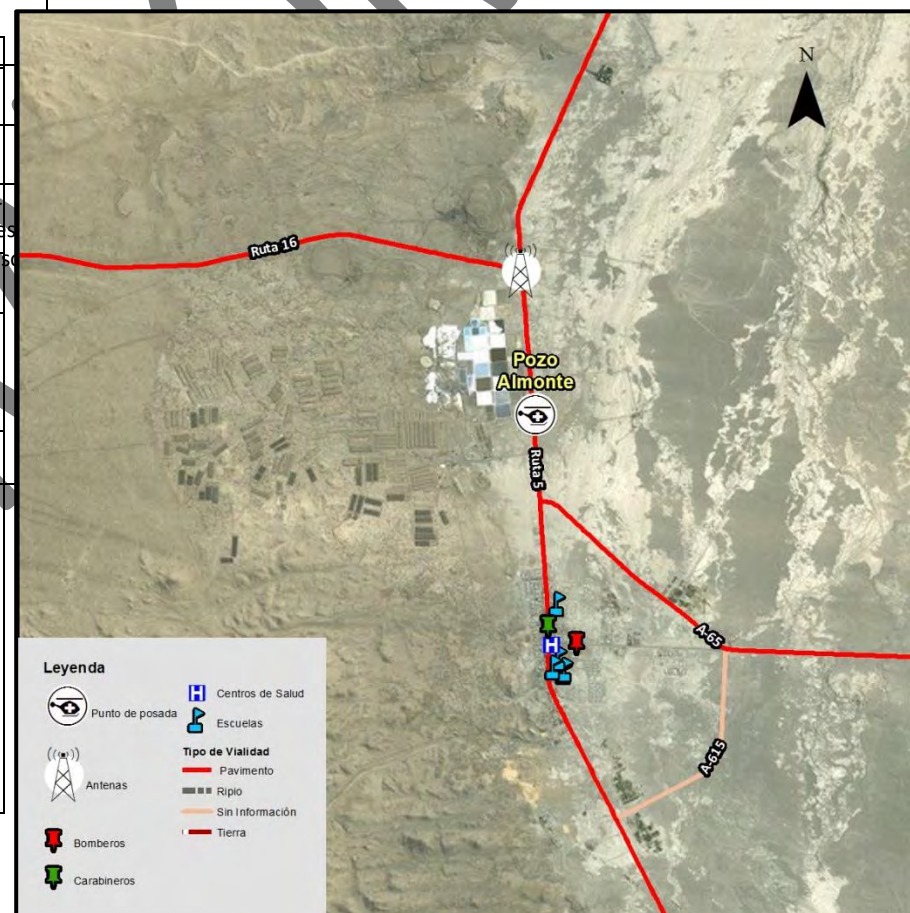 N
Ruta 16
Pozo
Almonte
Ruta 5
A-65
A-615
Leyenda
Punto de posada
Antenas
Bomberos
Carabineros
H Centros de Salud
Escuelas
Tipo de Vialidad
Pavimento
Ripio
Sin Información
Tierra
H